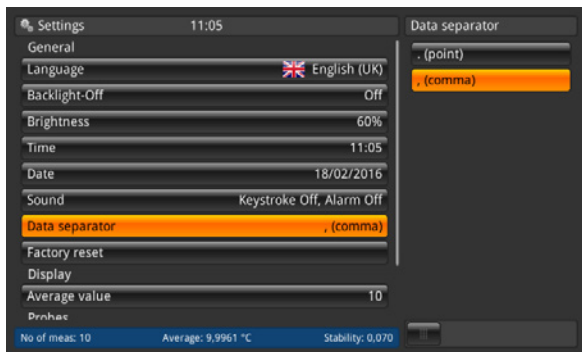 Settings 11:05
General
Language English (UK)
Backlight-Off Off
Brightness 60%
Time 11:05
Date 18/02/2016
Sound Keystroke Off, Alarm Off
Data separator , (comma)
Factory reset
Display
Average value 10
Probes
No of meas: 10 Average: 9,9961 °C Stability: 0,070
Data separator
. (point)
, (comma)